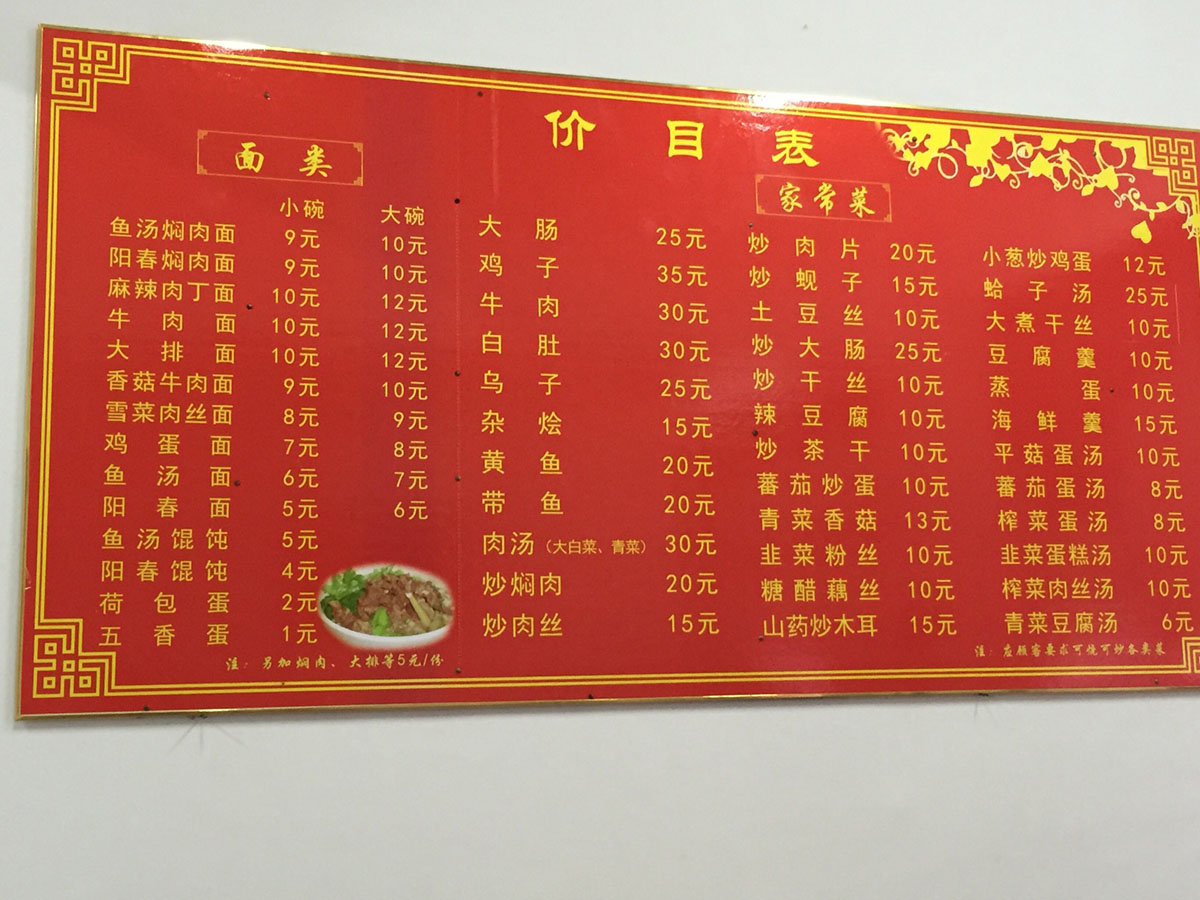 价目表
面类
小碗 大碗
鱼汤焖肉面 9元 10元
阳春焖肉面 9元 10元
麻辣肉丁面 10元 12元
牛肉面 10元 12元
大排面 10元 12元
香菇牛肉面 9元 10元
雪菜肉丝面 8元 9元
鸡蛋面 7元 8元
鱼汤面 6元 7元
阳春面 5元 6元
鱼汤馄饨 5元
阳春馄饨 4元
荷包蛋 2元
五香蛋 1元
注：另加焖肉、大排等5元/份
家常菜
大肠 25元
鸡子 35元
牛肉 30元
白肚 30元
乌子 25元
杂烩 15元
黄鱼 20元
带鱼 20元
肉汤（大白菜、青菜） 30元
炒焖肉 20元
炒肉丝 15元
炒肉片 20元
炒蚬子 15元
土豆丝 10元
炒大肠 25元
炒干丝 10元
辣豆腐 10元
炒茶干 10元
蕃茄炒蛋 10元
青菜香菇 13元
韭菜粉丝 10元
糖醋藕丝 10元
山药炒木耳 15元
小葱炒鸡蛋 12元
蛤子汤 25元
大煮干丝 10元
豆腐羹 10元
蒸蛋 10元
海鲜羹 15元
平菇蛋汤 10元
蕃茄蛋汤 8元
榨菜蛋汤 8元
韭菜蛋糕汤 10元
榨菜肉丝汤 10元
青菜豆腐汤 6元
注：应顾客要求可烧可炒各类菜